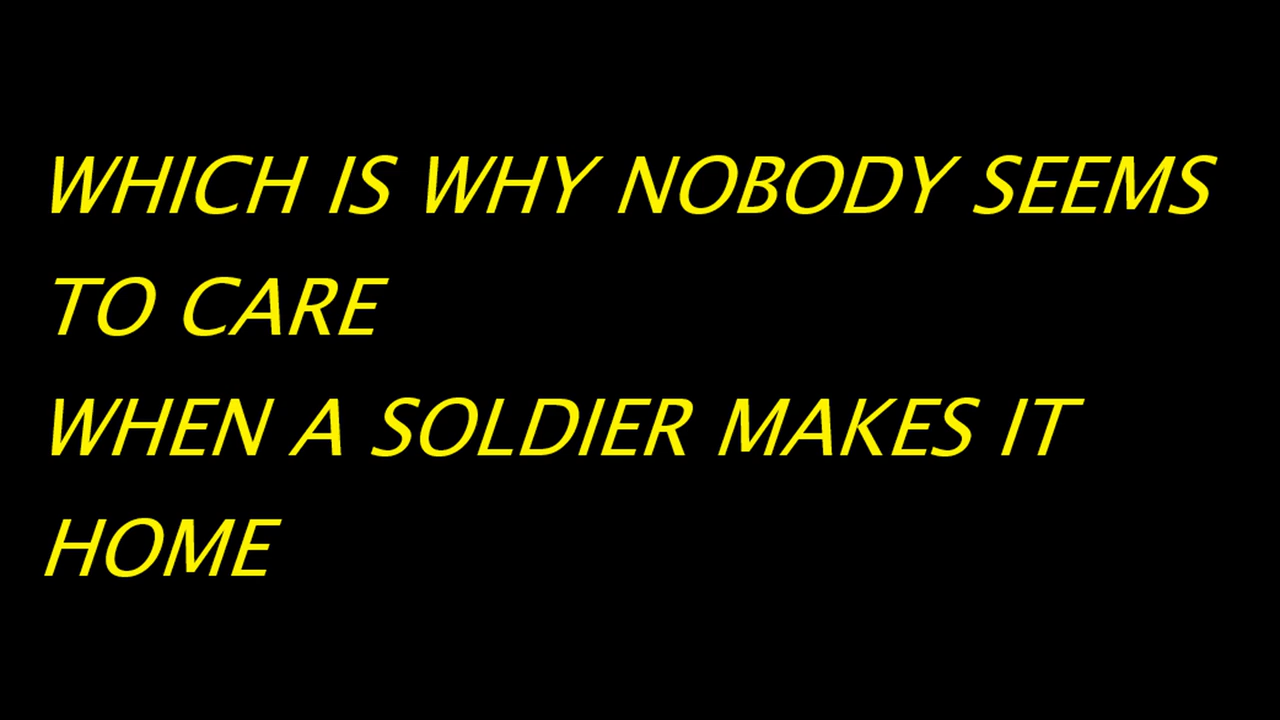 WHICH IS WHY NOBODY SEEMS
TO CARE
WHEN A SOLDIER MAKES IT
HOME